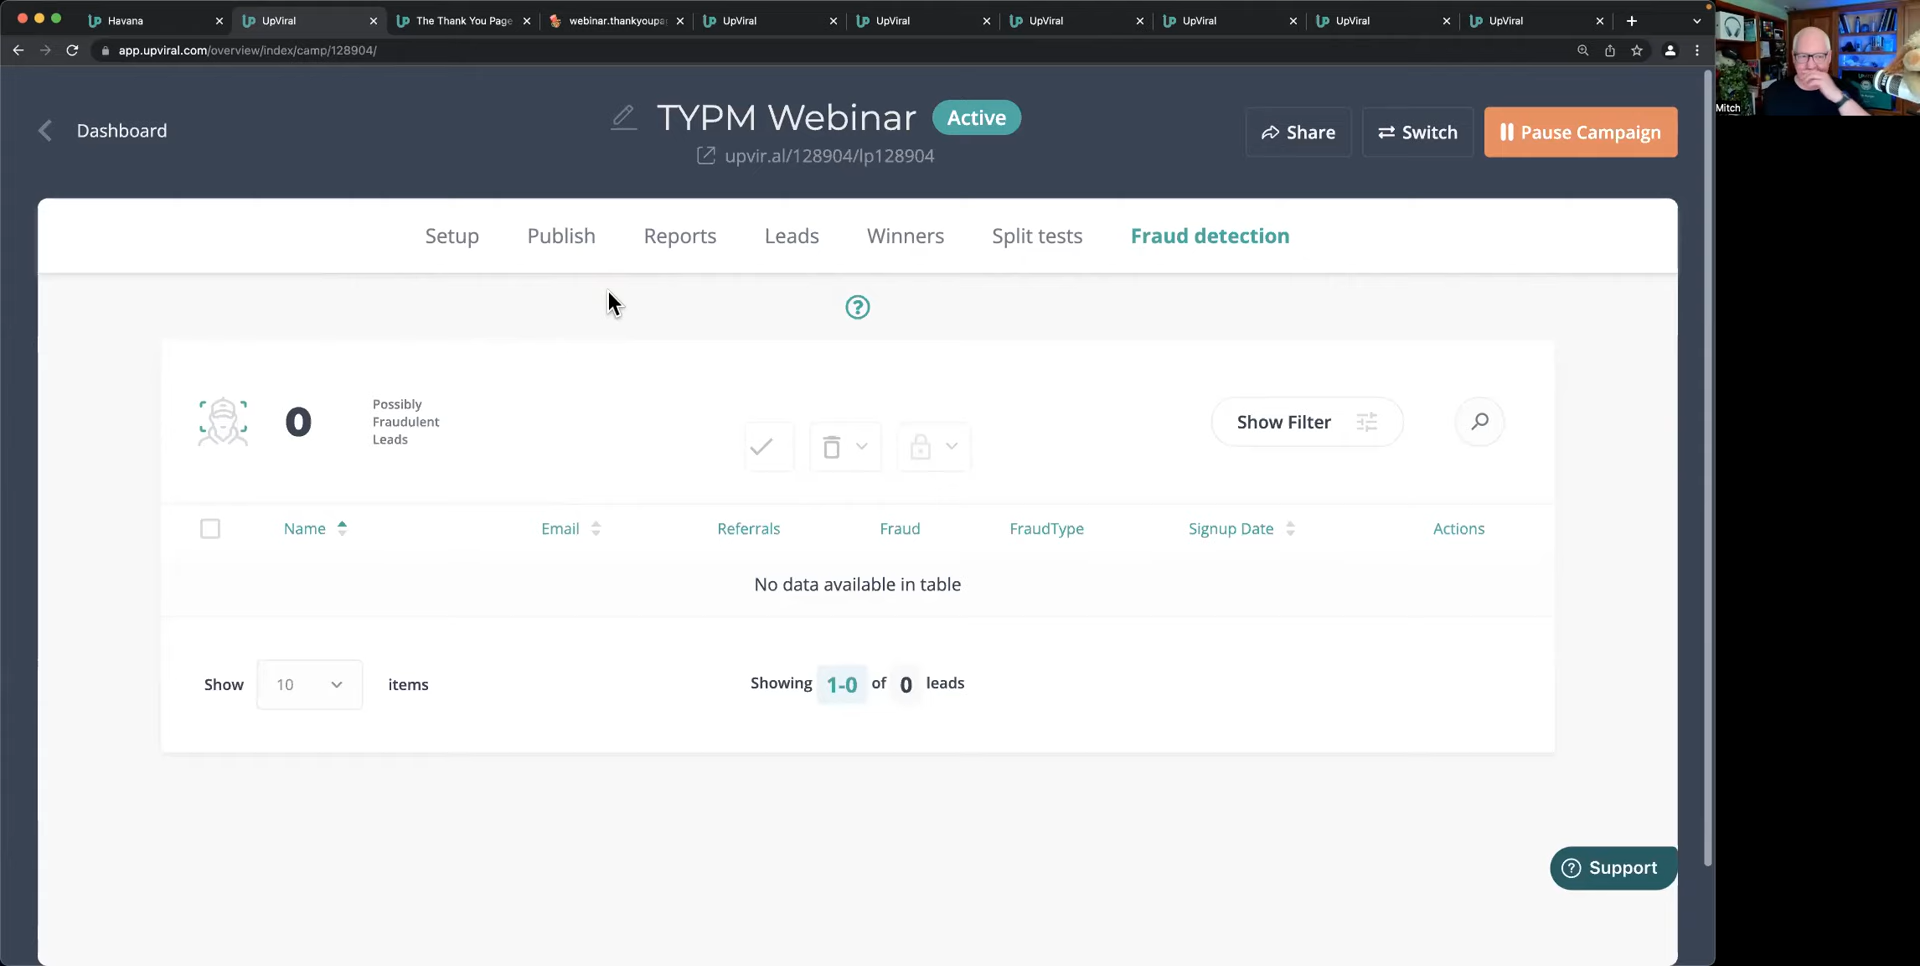 Havana
UpViral
The Thank You Page
webinar.thankyoupa
UpViral
UpViral
UpViral
UpViral
UpViral
UpViral
app.upviral.com/overview/index/camp/128904/
Mitch
Dashboard
TYPM Webinar
Active
upvir.al/128904/lp128904
Share
Switch
Pause Campaign
Setup
Publish
Reports
Leads
Winners
Split tests
Fraud detection
?
0
Possibly
Fraudulent
Leads
Show Filter
Name
Email
Referrals
Fraud
FraudType
Signup Date
Actions
No data available in table
Show 10 items
Showing 1-0 of 0 leads
? Support